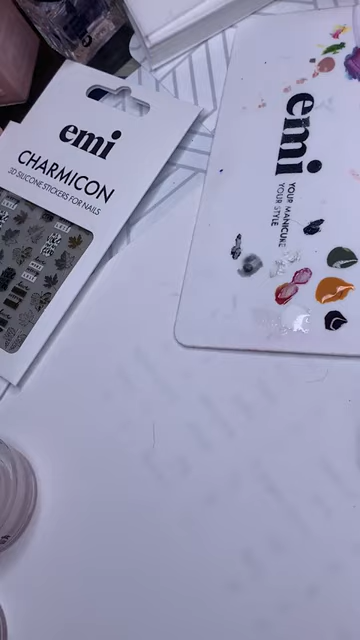 emi
CHARMICON
3D SILICONE STICKERS FOR NAILS
emi
YOUR MANICURE
YOUR STYLE